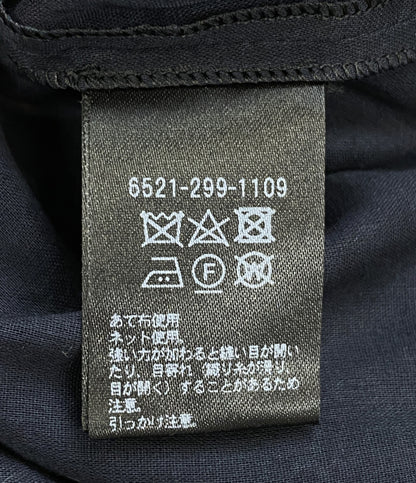 6521-299-1109
F W
あて布使用
ネット使用。
強い力が加わると縫い目が開い
たり、目寄れ（織り糸が滑り、
目が開く）することがあるため
注意。
引っかけ注意。